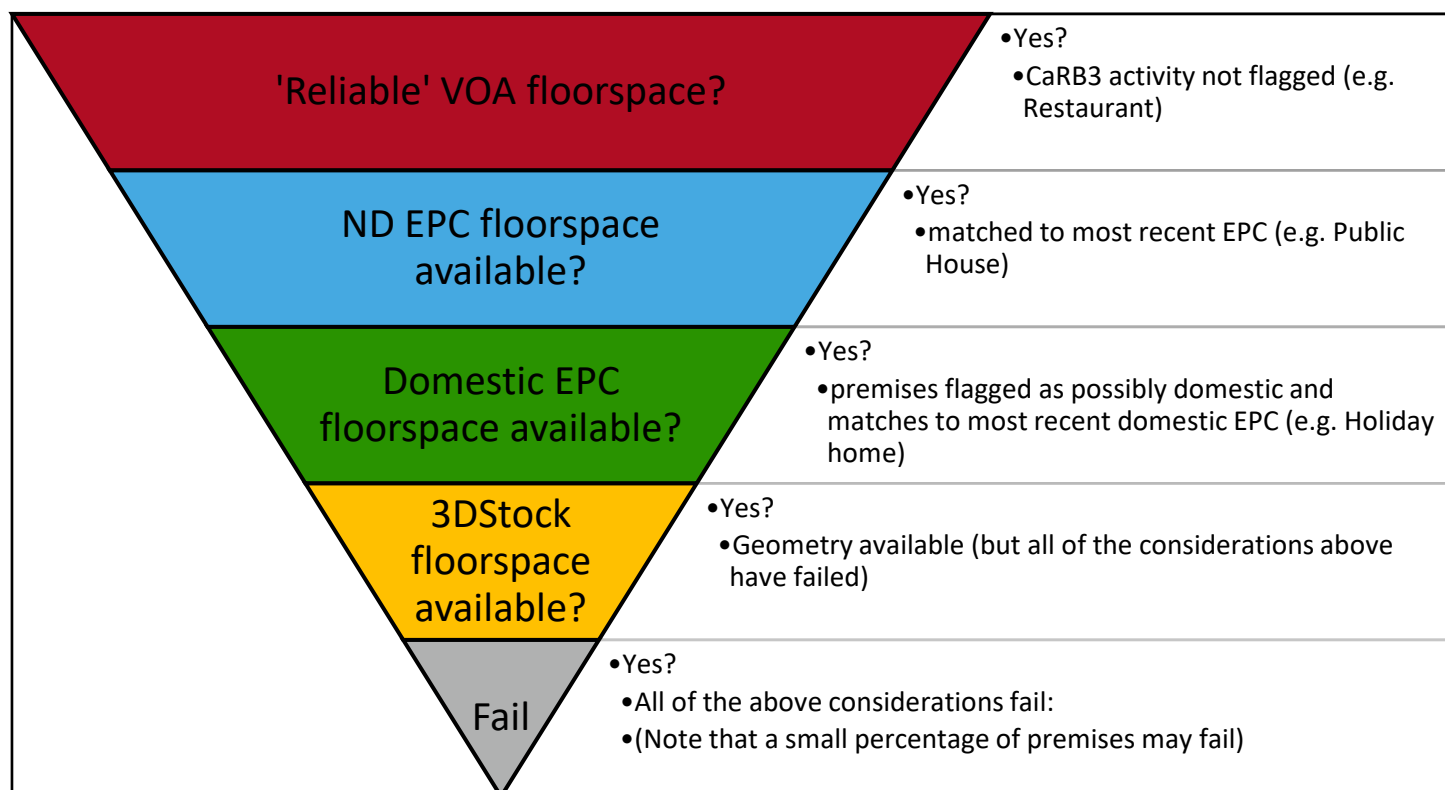 'Reliable' VOA floorspace?
•Yes?
•CaRB3 activity not flagged (e.g.
Restaurant)
ND EPC floorspace
available?
•Yes?
•matched to most recent EPC (e.g. Public
House)
Domestic EPC
floorspace available?
•Yes?
•premises flagged as possibly domestic and
matches to most recent domestic EPC (e.g. Holiday
home)
3DStock
floorspace
available?
•Yes?
•Geometry available (but all of the considerations above
have failed)
Fail
•Yes?
•All of the above considerations fail:
•(Note that a small percentage of premises may fail)